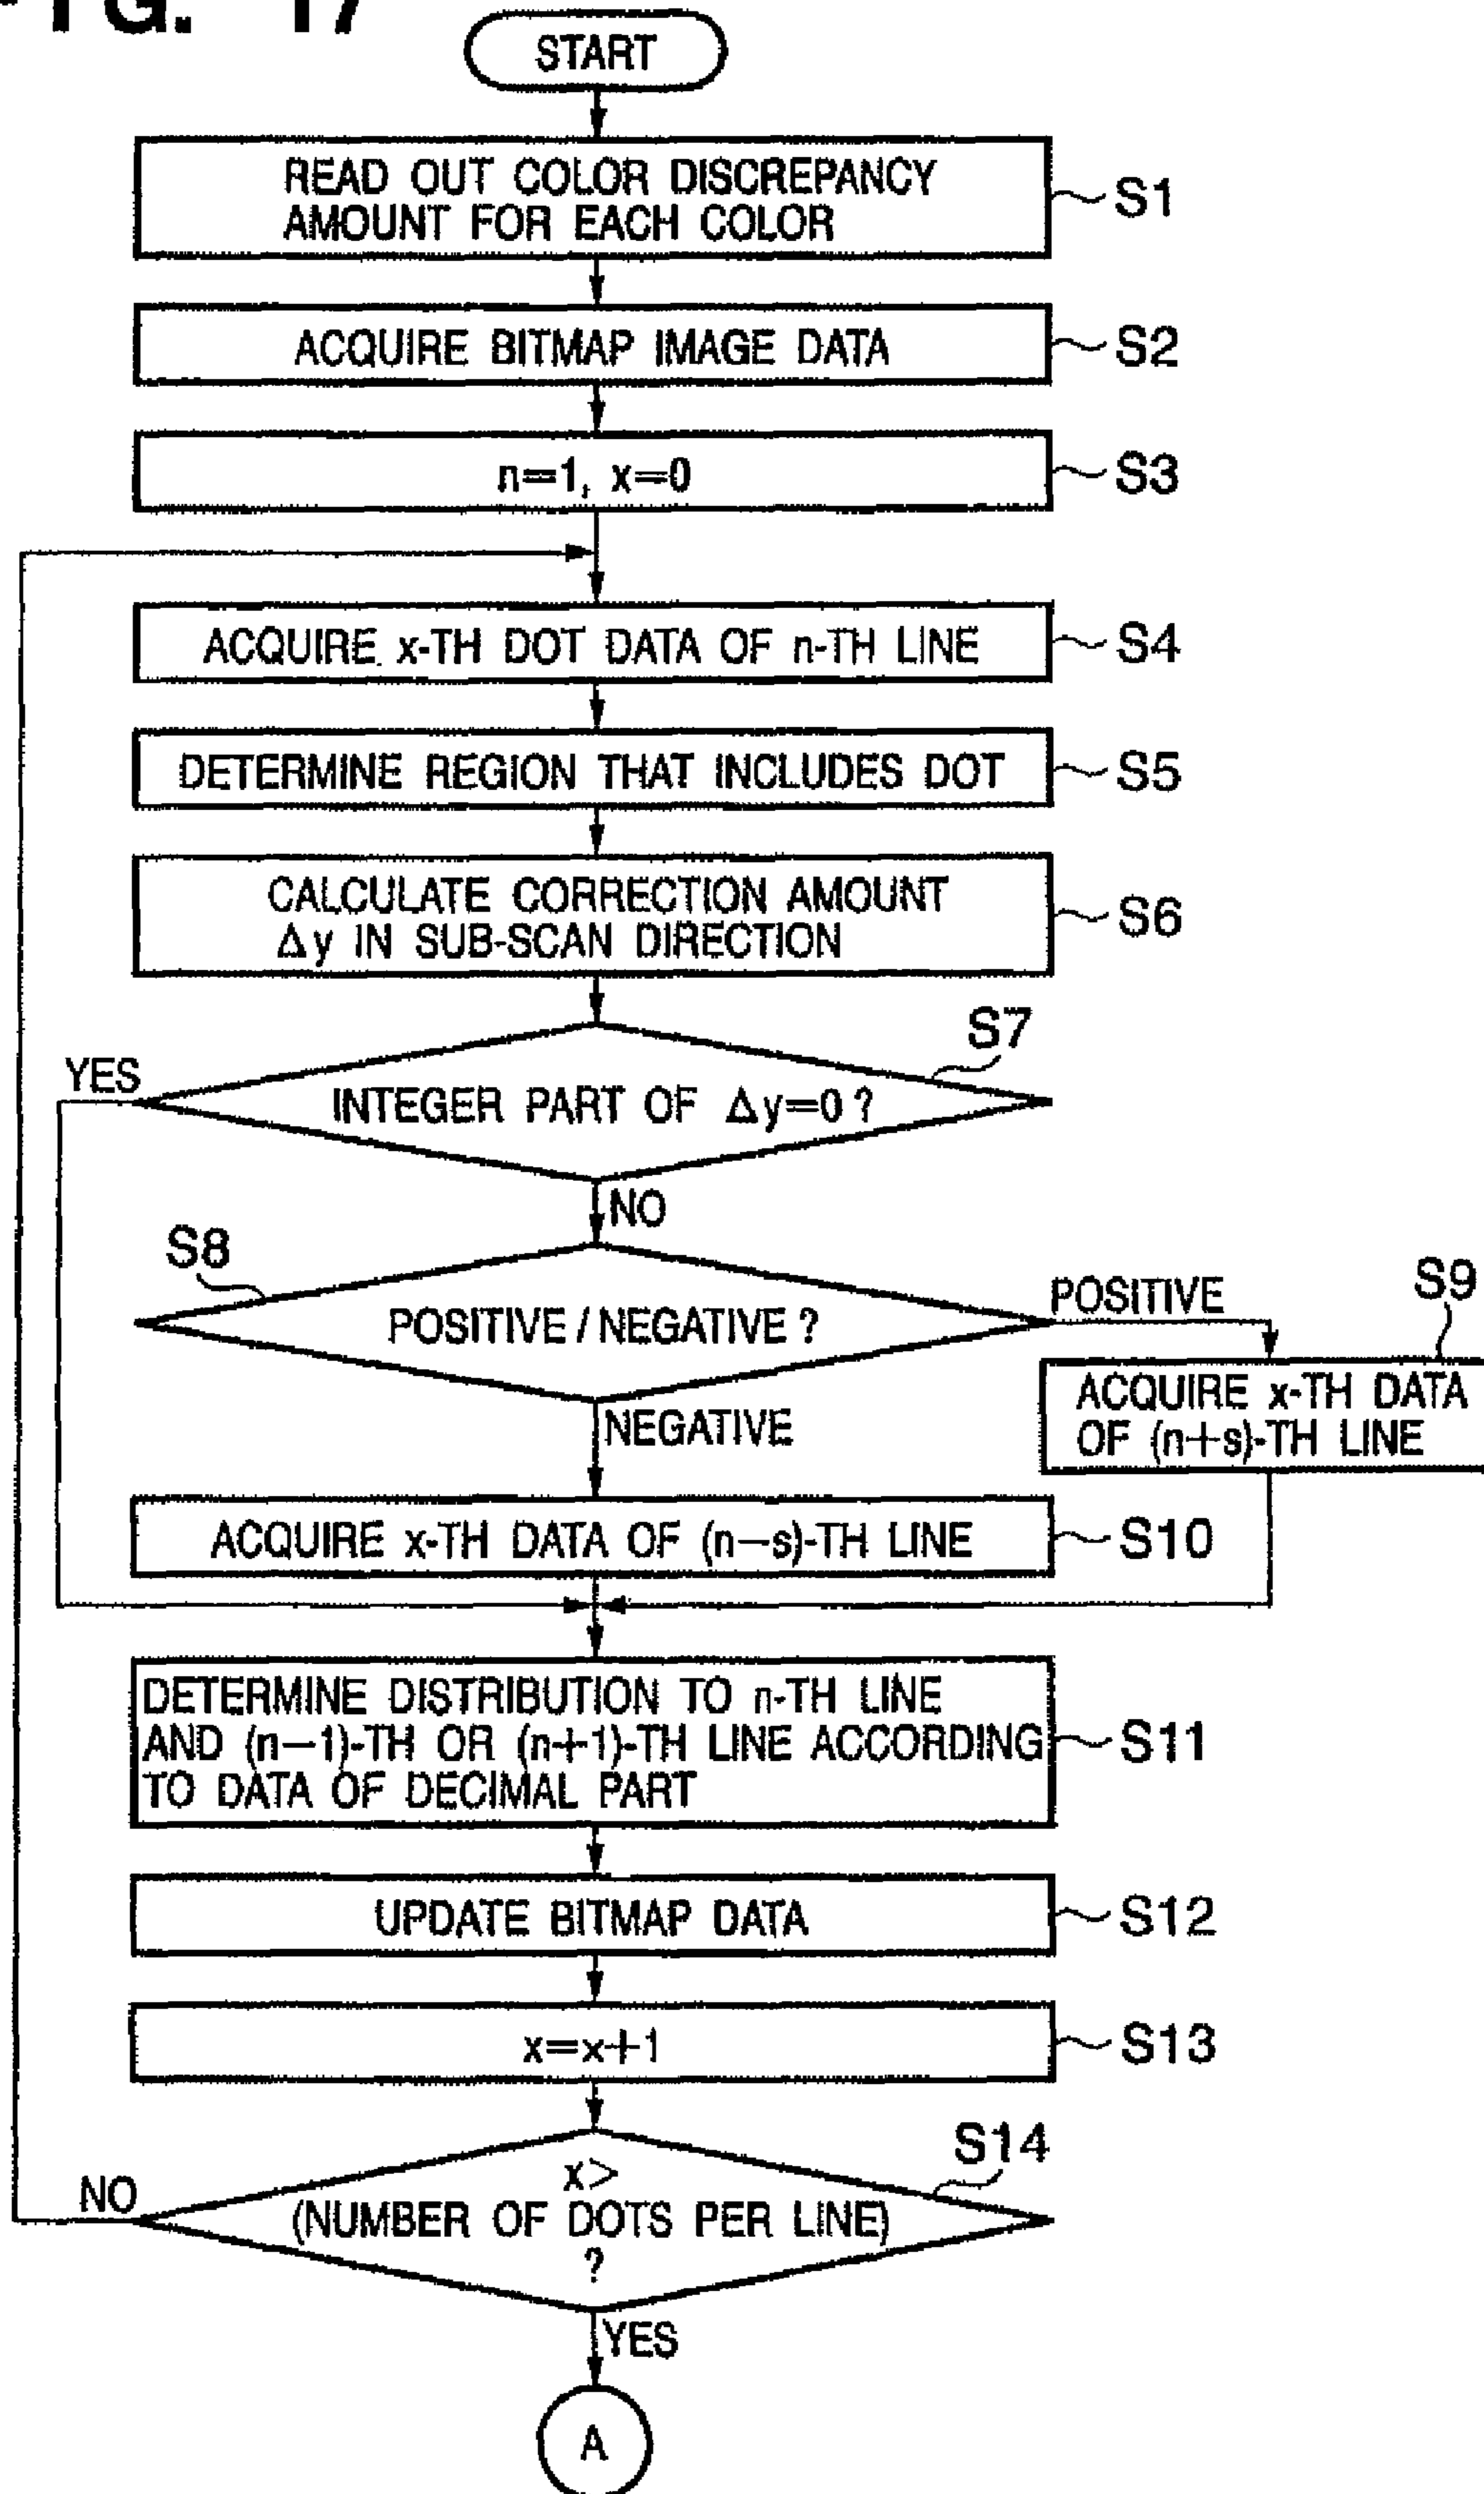 FIG. 17
START
READ OUT COLOR DISCREPANCY
AMOUNT FOR EACH COLOR
S1
ACQUIRE BITMAP IMAGE DATA
S2
n=1, x=0
S3
ACQUIRE x-TH DOT DATA OF n-TH LINE
S4
DETERMINE REGION THAT INCLUDES DOT
S5
CALCULATE CORRECTION AMOUNT
Δy IN SUB-SCAN DIRECTION
S6
S7
YES
INTEGER PART OF Δy=0?
NO
S8
POSITIVE / NEGATIVE ?
POSITIVE
S9
ACQUIRE x-TH DATA
OF (n+s)-TH LINE
NEGATIVE
ACQUIRE x-TH DATA OF (n−s)-TH LINE
S10
DETERMINE DISTRIBUTION TO n-TH LINE
AND (n−1)-TH OR (n+1)-TH LINE ACCORDING
TO DATA OF DECIMAL PART
S11
UPDATE BITMAP DATA
S12
x=x+1
S13
S14
NO
x>
(NUMBER OF DOTS PER LINE)
?
YES
A